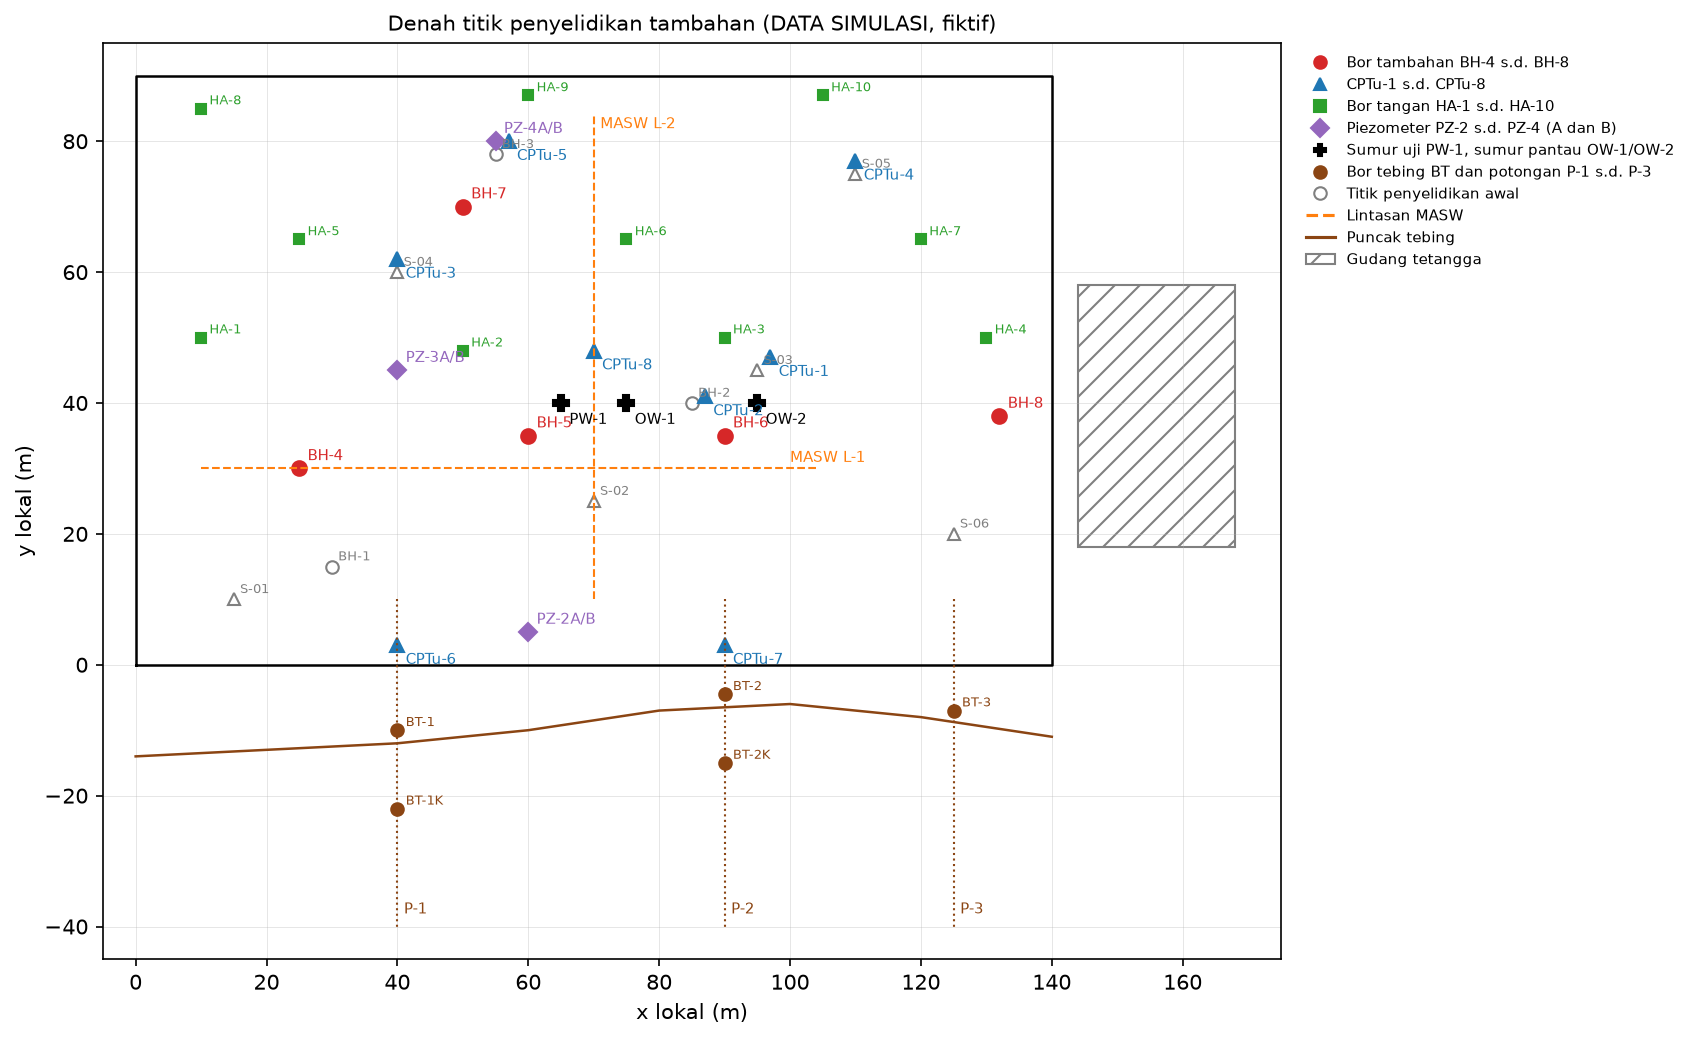 Denah titik penyelidikan tambahan (DATA SIMULASI, fiktif)
Bor tambahan BH-4 s.d. BH-8
CPTu-1 s.d. CPTu-8
Bor tangan HA-1 s.d. HA-10
Piezometer PZ-2 s.d. PZ-4 (A dan B)
Sumur uji PW-1, sumur pantau OW-1/OW-2
Bor tebing BT dan potongan P-1 s.d. P-3
Titik penyelidikan awal
Lintasan MASW
Puncak tebing
Gudang tetangga
HA-8
HA-9
HA-10
MASW L-2
PZ-4A/B
BH-3
CPTu-5
S-05
CPTu-4
BH-7
HA-5
HA-6
HA-7
S-04
CPTu-3
HA-1
HA-2
HA-3
HA-4
PZ-3A/B
CPTu-8
S-03
CPTu-1
BH-2
CPTu-2
BH-8
PW-1
OW-1
OW-2
BH-5
BH-6
BH-4
MASW L-1
S-02
S-06
BH-1
S-01
PZ-2A/B
CPTu-6
CPTu-7
BT-2
BT-3
BT-1
BT-2K
BT-1K
P-1
P-2
P-3
80
60
40
20
0
−20
−40
y lokal (m)
0
20
40
60
80
100
120
140
160
x lokal (m)